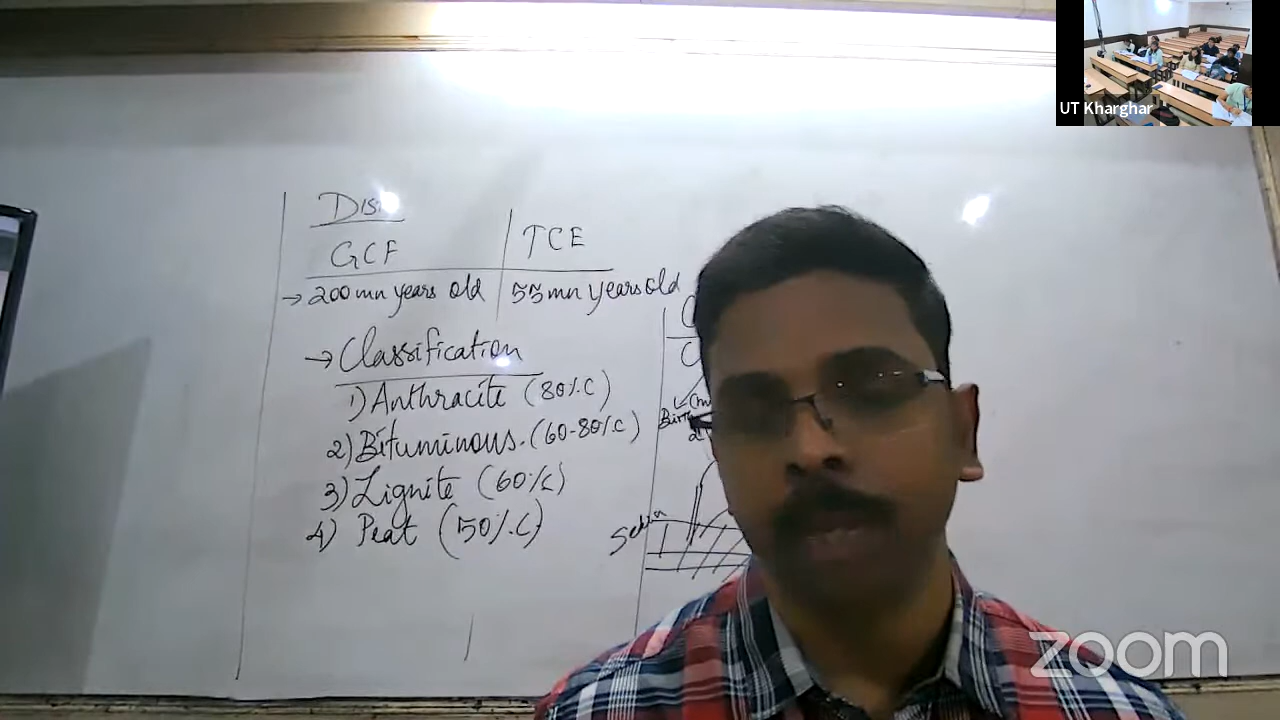 UT Kharghar
GCF
TCE
→ 200 mn years old
55 mn years old
→ Classification
1) Anthracite (80%.C)
2) Bituminous. (60-80%C)
3) Lignite (60%C)
4) Peat (50%.C)
zoom